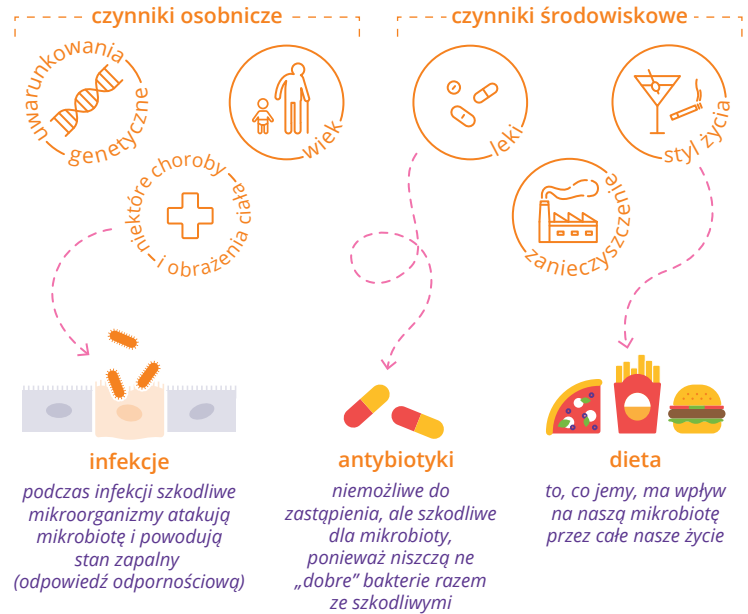 czynniki osobnicze
czynniki środowiskowe
uwarunkowania
genetyczne
wiek
leki
styl życia
niektóre choroby
i obrażenia ciała
zanieczyszczenie
infekcje
podczas infekcji szkodliwe
mikroorganizmy atakują
mikrobiotę i powodują
stan zapalny
(odpowiedź odpornościową)
antybiotyki
niemożliwe do
zastąpienia, ale szkodliwe
dla mikrobioty,
ponieważ niszczą ne
„dobre” bakterie razem
ze szkodliwymi
dieta
to, co jemy, ma wpływ
na naszą mikrobiotę
przez całe nasze życie